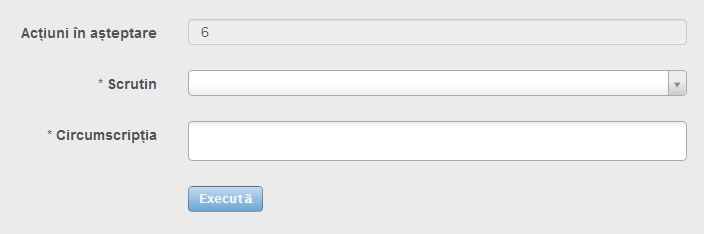 Acțiuni în așteptare 6
* Scrutin
* Circumscripția
Execută